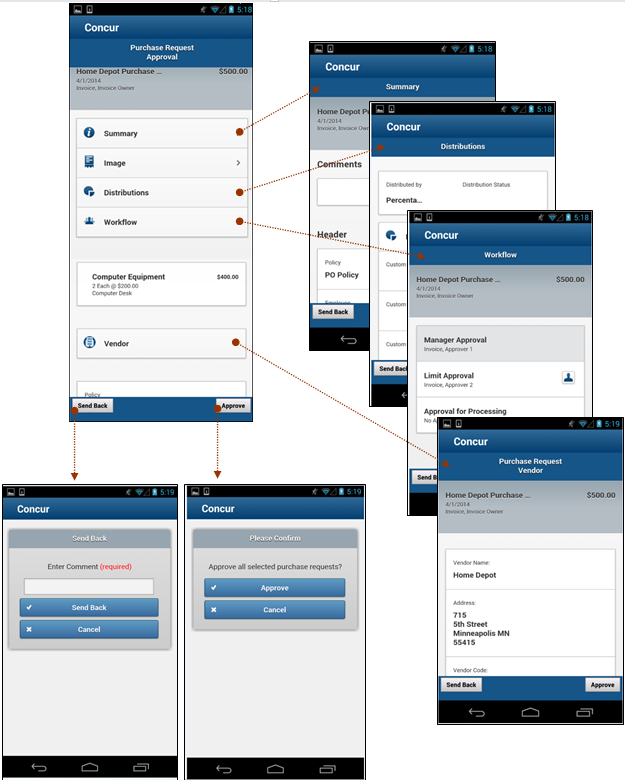 5:18
Concur
Purchase Request
Approval
Home Depot Purchase ... $500.00
4/1/2014
Invoice, Invoice Owner
Summary
Image
Distributions
Workflow
Computer Equipment $400.00
2 Each @ $200.00
Computer Desk
Vendor
Policy
Send Back Approve
5:18
Concur
Summary
Home Depot P
4/1/2014
Invoice, Invoice Ow
Comments
Header
Policy
PO Policy
Send Back
5:18
Concur
Distributions
Distributed by Distribution Status
Percenta...
Custom
Custom
Custom
Send Bac
5:18
Concur
Workflow
Home Depot Purchase ... $500.00
4/1/2014
Invoice, Invoice Owner
Manager Approval
Invoice, Approver 1
Limit Approval
Invoice, Approver 2
Approval for Processing
No A
Send B
5:19
Concur
Purchase Request
Vendor
Home Depot Purchase ... $500.00
4/1/2014
Invoice, Invoice Owner
Vendor Name:
Home Depot
Address:
715
5th Street
Minneapolis MN
55415
Vendor Code:
Send Back Approve
5:19
Concur
Send Back
Enter Comment (required)
Send Back
Cancel
5:19
Concur
Please Confirm
Approve all selected purchase requests?
Approve
Cancel